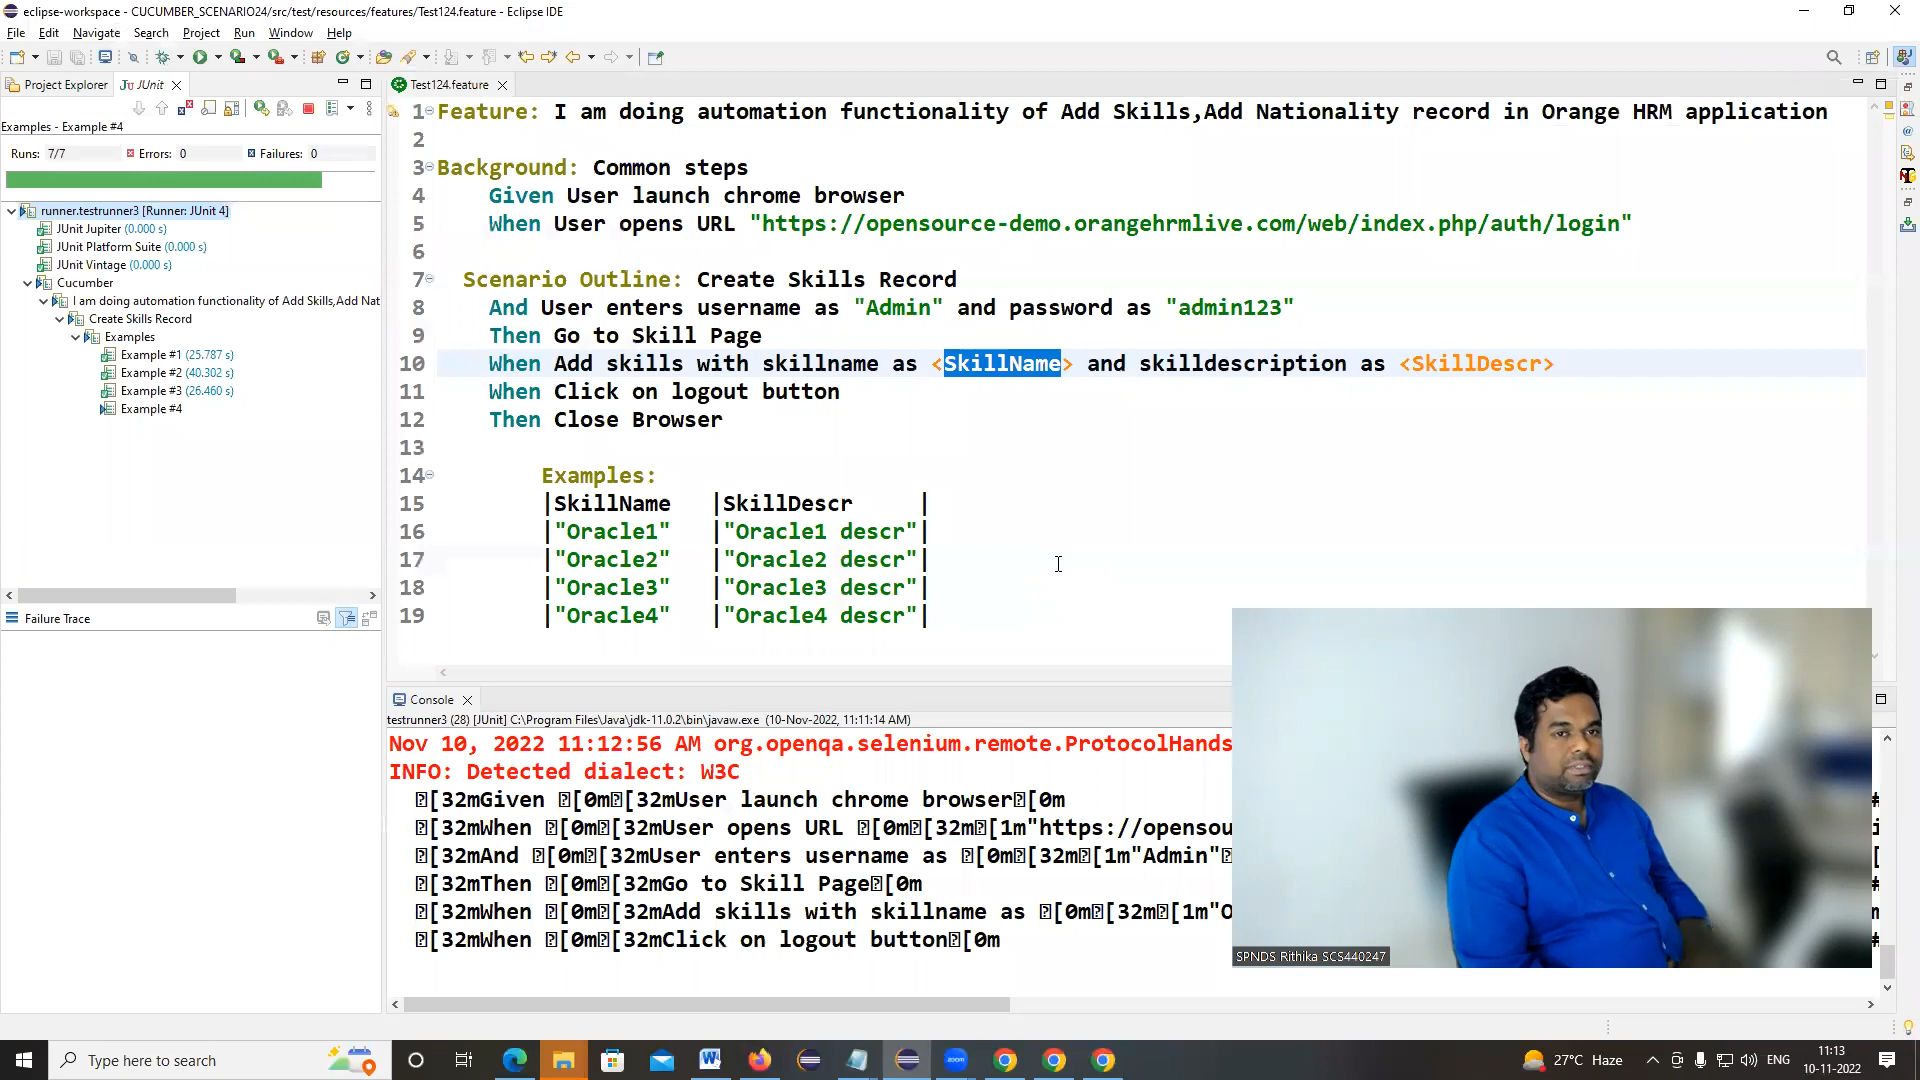 eclipse-workspace - CUCUMBER_SCENARIO24/src/test/resources/features/Test124.feature - Eclipse IDE
File Edit Navigate Search Project Run Window Help
Project Explorer JUnit
Test124.feature
Examples - Example #4
Runs: 7/7 Errors: 0 Failures: 0
runner.testrunner3 [Runner: JUnit 4]
JUnit Jupiter (0.000 s)
JUnit Platform Suite (0.000 s)
JUnit Vintage (0.000 s)
Cucumber
I am doing automation functionality of Add Skills,Add Nat
Create Skills Record
Examples
Example #1 (25.787 s)
Example #2 (40.302 s)
Example #3 (26.460 s)
Example #4
Failure Trace
1 Feature: I am doing automation functionality of Add Skills,Add Nationality record in Orange HRM application
2
3 Background: Common steps
4 Given User launch chrome browser
5 When User opens URL "https://opensource-demo.orangehrmlive.com/web/index.php/auth/login"
6
7 Scenario Outline: Create Skills Record
8 And User enters username as "Admin" and password as "admin123"
9 Then Go to Skill Page
10 When Add skills with skillname as <SkillName> and skilldescription as <SkillDescr>
11 When Click on logout button
12 Then Close Browser
13
14 Examples:
15 |SkillName |SkillDescr |
16 |"Oracle1" |"Oracle1 descr"|
17 |"Oracle2" |"Oracle2 descr"|
18 |"Oracle3" |"Oracle3 descr"|
19 |"Oracle4" |"Oracle4 descr"|
Console
testrunner3 (28) [JUnit] C:\Program Files\Java\jdk-11.0.2\bin\javaw.exe (10-Nov-2022, 11:11:14 AM)
Nov 10, 2022 11:12:56 AM org.openqa.selenium.remote.ProtocolHands
INFO: Detected dialect: W3C
[32mGiven [0m[32mUser launch chrome browser[0m
[32mWhen [0m[32mUser opens URL [0m[32m[1m"https://opensou
[32mAnd [0m[32mUser enters username as [0m[32m[1m"Admin"
[32mThen [0m[32mGo to Skill Page[0m
[32mWhen [0m[32mAdd skills with skillname as [0m[32m[1m"O
[32mWhen [0m[32mClick on logout button[0m
SPNDS Rithika SCS440247
Type here to search
zoom
27°C Haze
ENG
11:13
10-11-2022